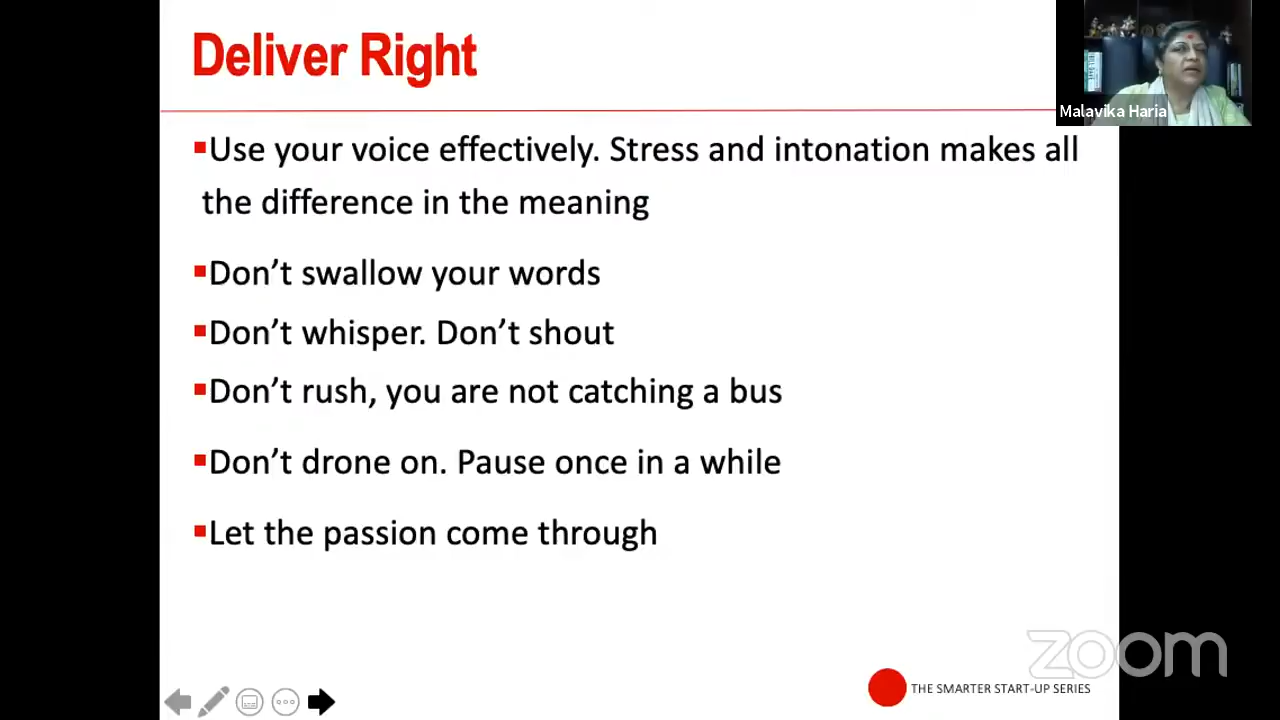 Deliver Right
Malavika Haria
▪Use your voice effectively. Stress and intonation makes all
the difference in the meaning
▪Don’t swallow your words
▪Don’t whisper. Don’t shout
▪Don’t rush, you are not catching a bus
▪Don’t drone on. Pause once in a while
▪Let the passion come through
zoom
THE SMARTER START-UP SERIES